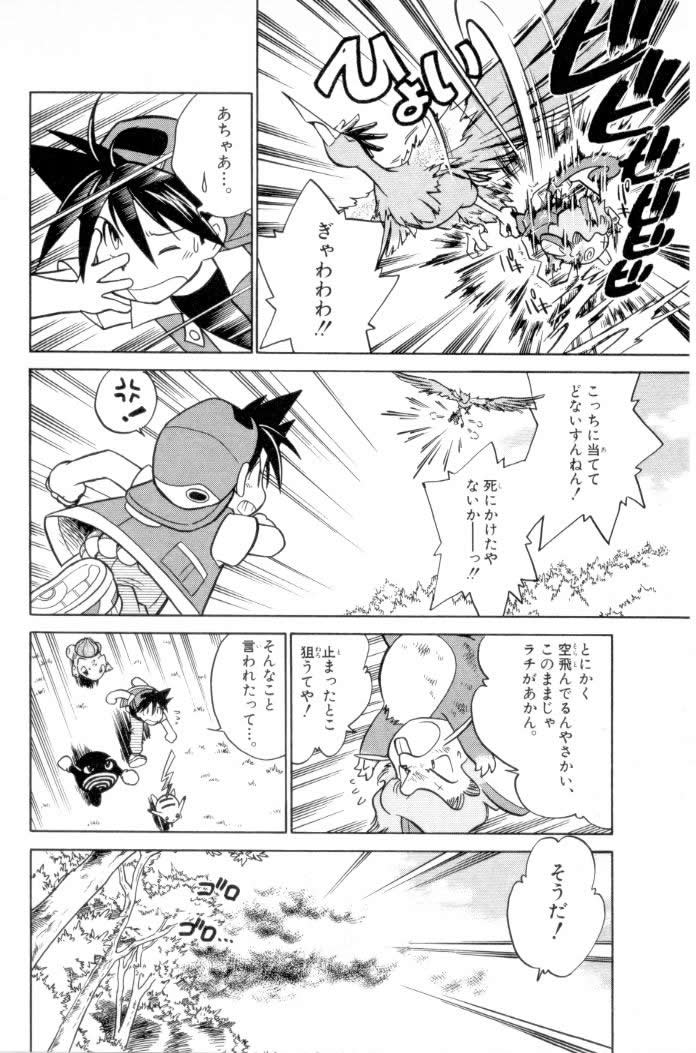 ビビビビビッ
ひょい
ぎゃわわわ!!
あちゃあ…。
こっちに当てて
どないすんねん!
死にかけたや
ないかーーっ!!
!
とにかく
空飛んでるんやさかい、
このままじゃ
ラチがあかん。
止まったとこ
狙うてや!
そんなこと
言われたって…。
そうだ!
ゴロ
ゴロ…